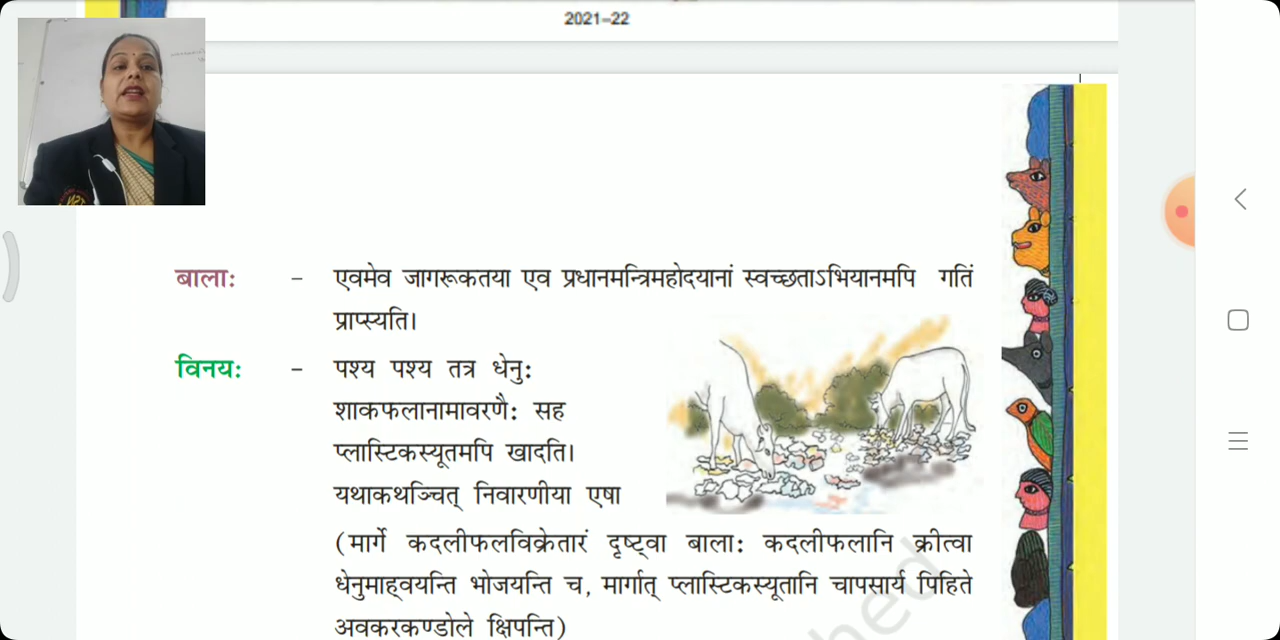 2021–22
बालाः – एवमेव जागरूकतया एव प्रधानमन्त्रिमहोदयानां स्वच्छताऽभियानमपि गतिं
प्राप्स्यति।
विनयः – पश्य पश्य तत्र धेनुः
शाकफलानामावरणैः सह
प्लास्टिकस्यूतमपि खादति।
यथाकथञ्चित् निवारणीया एषा
(मार्गे कदलीफलविक्रेतारं दृष्ट्वा बालाः कदलीफलानि क्रीत्वा
धेनुमाह्वयन्ति भोजयन्ति च, मार्गात् प्लास्टिकस्यूतानि चापसार्य पिहिते
अवकरकण्डोले क्षिपन्ति)